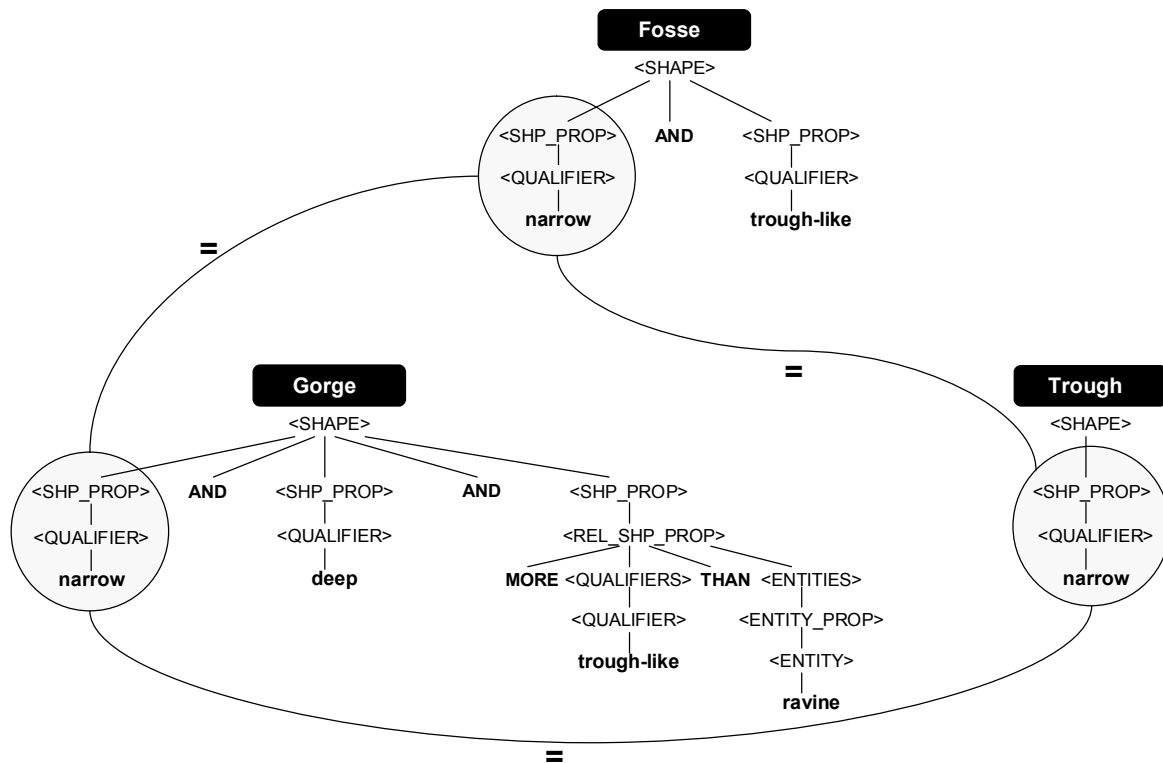 Fosse
<SHAPE>
<SHP_PROP> AND <SHP_PROP>
<QUALIFIER> <QUALIFIER>
narrow trough-like
=
=
Gorge Trough
<SHAPE> <SHAPE>
<SHP_PROP> AND <SHP_PROP> AND <SHP_PROP> <SHP_PROP>
<QUALIFIER> <QUALIFIER> <REL_SHP_PROP> <QUALIFIER>
narrow deep MORE <QUALIFIERS> THAN <ENTITIES> narrow
<QUALIFIER> <ENTITY_PROP>
trough-like <ENTITY>
ravine
=